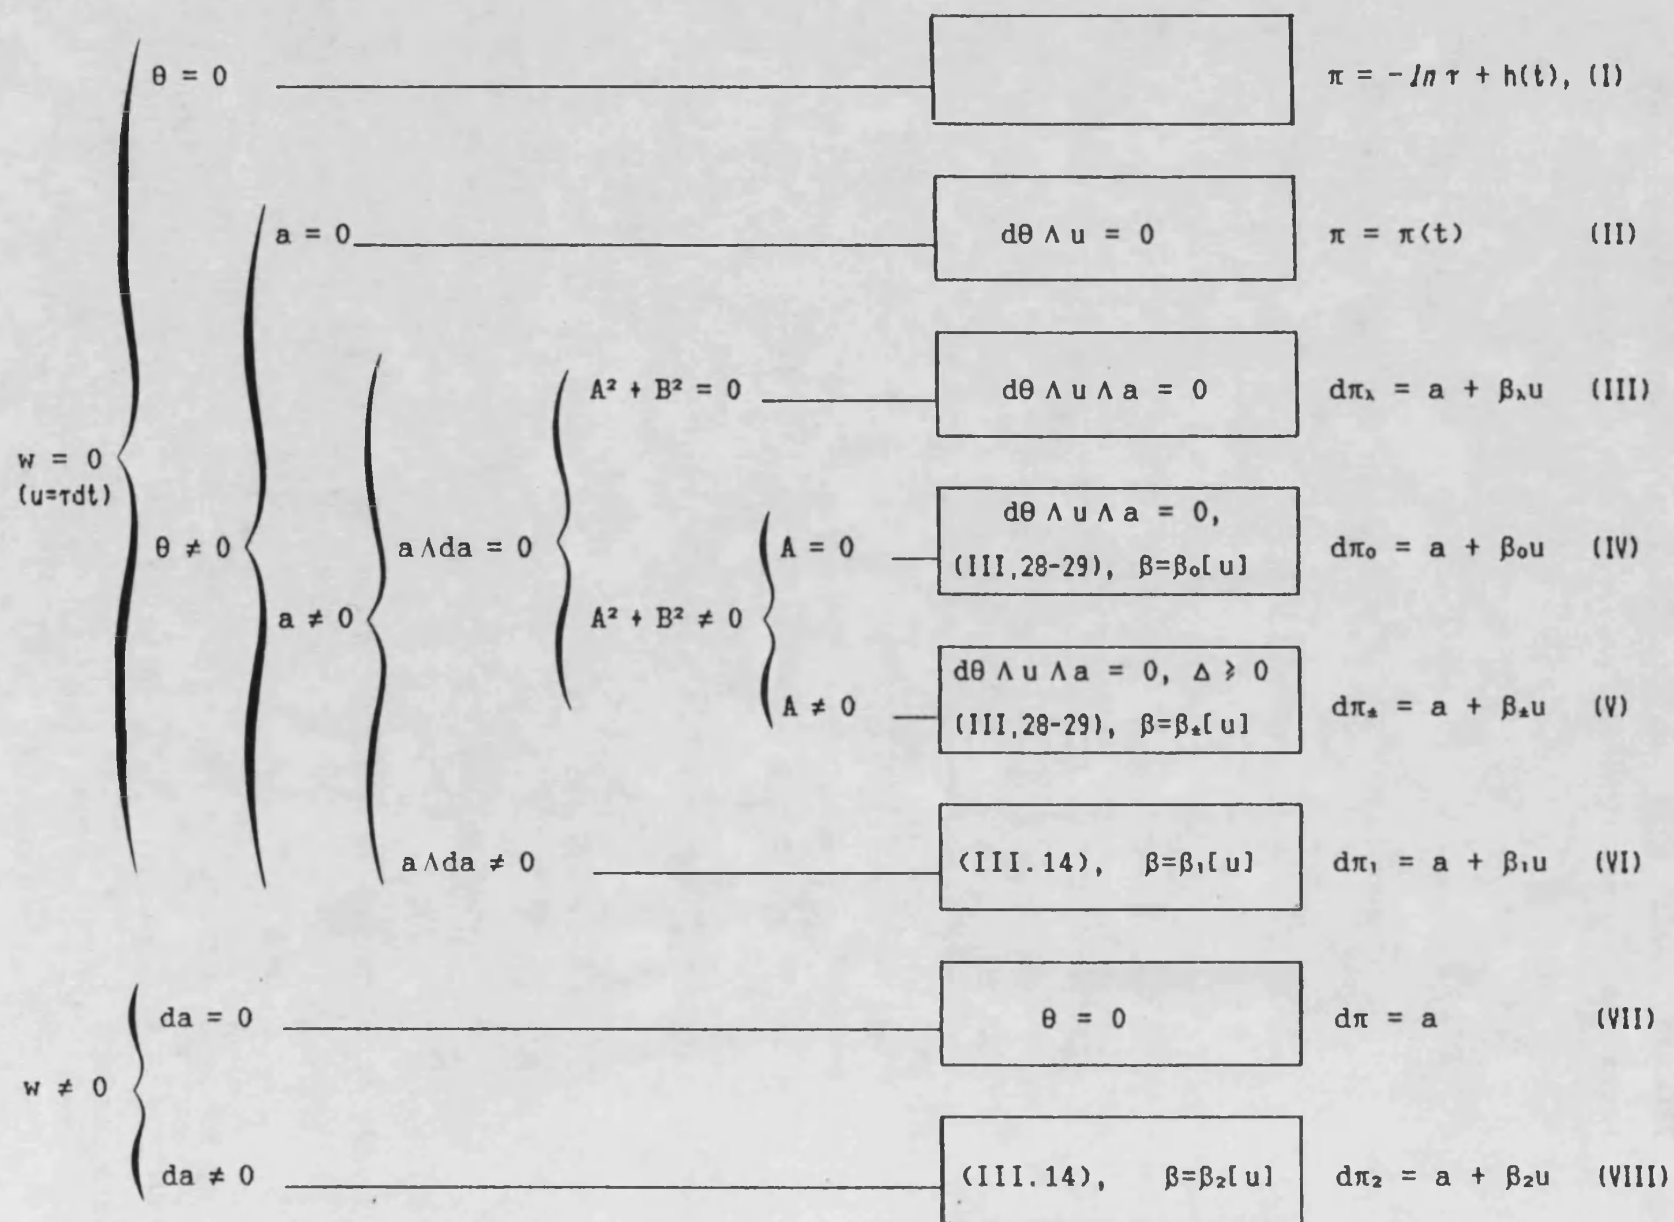 θ = 0 π = -ln τ + h(t), (I)
a = 0 dθ ∧ u = 0 π = π(t) (II)
A² + B² = 0 dθ ∧ u ∧ a = 0 dπ_λ = a + β_λu (III)
w = 0
(u=τdt)
θ ≠ 0
a ≠ 0
a ∧da = 0
A² + B² ≠ 0
A = 0 dθ ∧ u ∧ a = 0,
(III,28-29), β=β₀[u] dπ₀ = a + β₀u (IV)
A ≠ 0 dθ ∧ u ∧ a = 0, Δ ⩾ 0
(III,28-29), β=β±[u] dπ± = a + β±u (V)
a ∧da ≠ 0 (III.14), β=β₁[u] dπ₁ = a + β₁u (VI)
w ≠ 0
da = 0 θ = 0 dπ = a (VII)
da ≠ 0 (III.14), β=β₂[u] dπ₂ = a + β₂u (VIII)